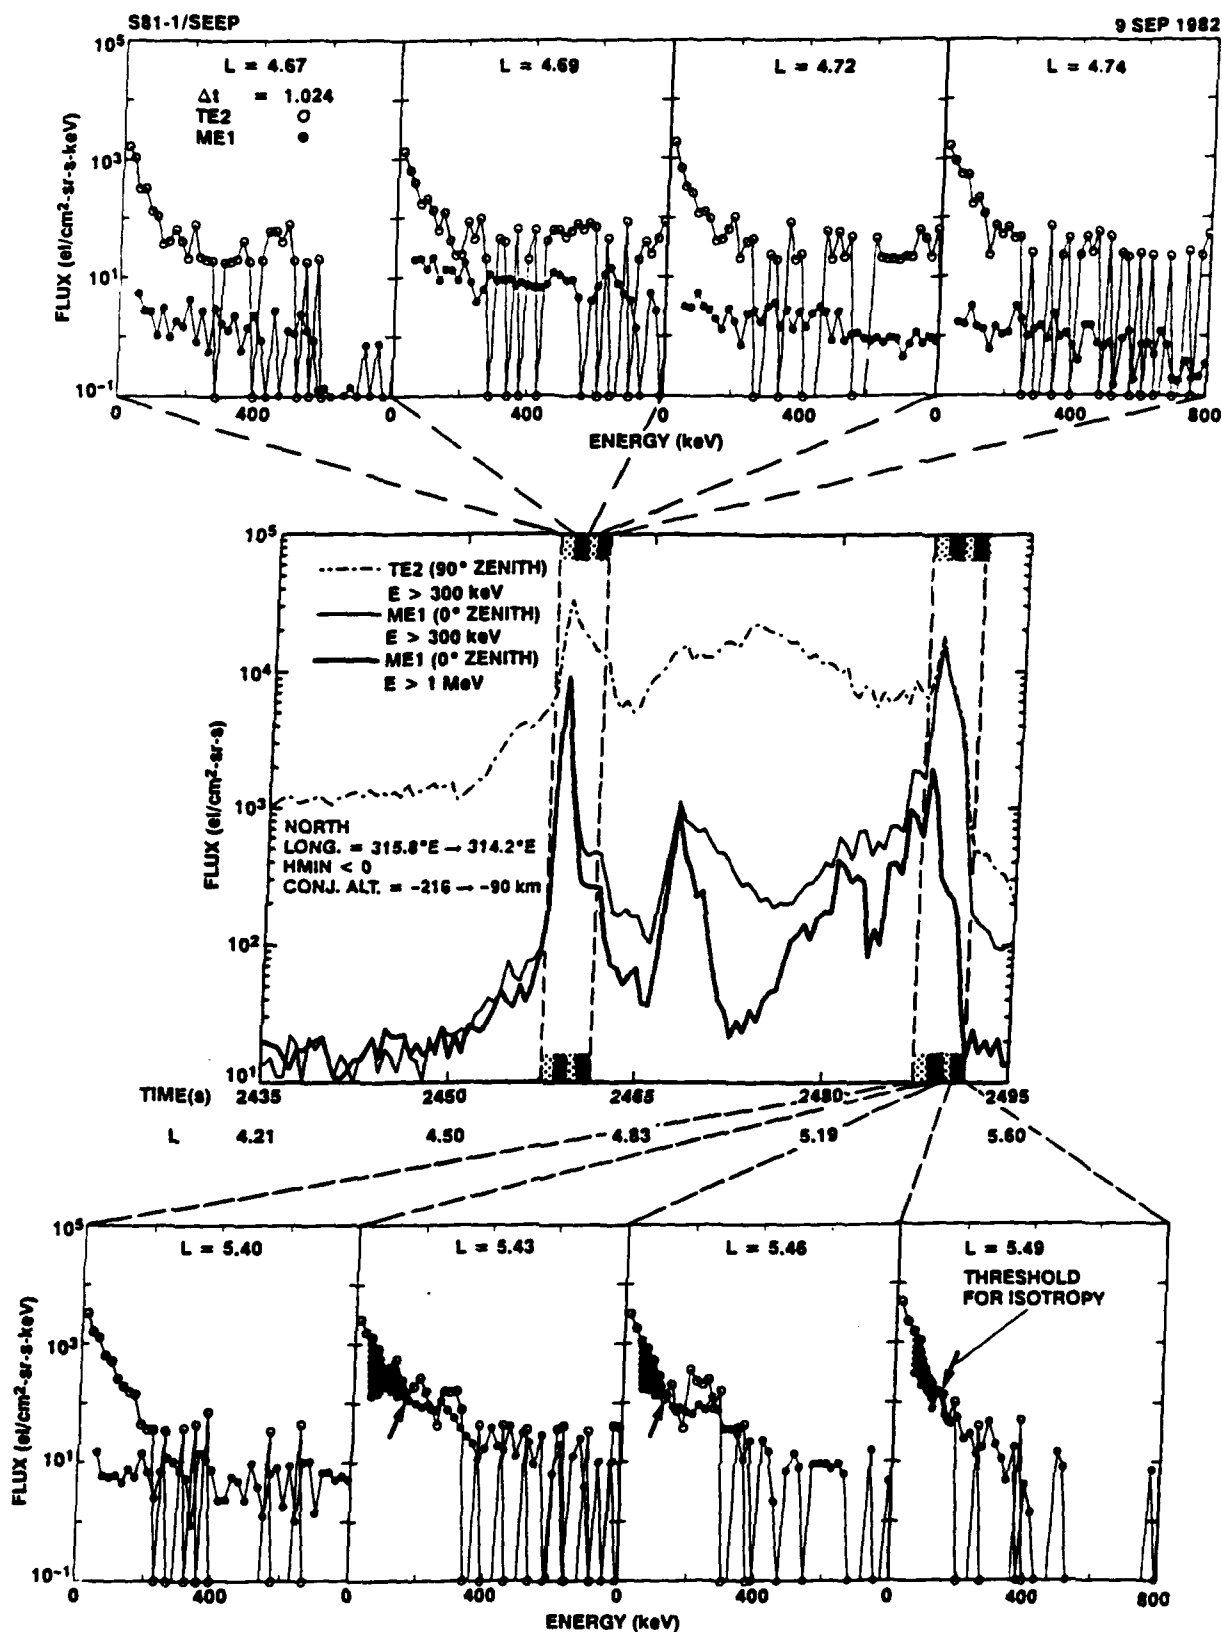 S81-1/SEEP 9 SEP 1982
10⁵
L = 4.67 L = 4.69 L = 4.72 L = 4.74
Δt = 1.024
TE2 ○
ME1 •
10³
10¹
10⁻¹
FLUX (el/cm²-sr-s-keV)
0 400 0 400 0 400 0 400 800
ENERGY (keV)
10⁵
TE2 (90° ZENITH)
E > 300 keV
ME1 (0° ZENITH)
E > 300 keV
ME1 (0° ZENITH)
E > 1 MeV
10⁴
FLUX (el/cm²-sr-s)
10³
NORTH
LONG. = 315.8°E → 314.2°E
HMIN < 0
CONJ. ALT. = -216 → -90 km
10²
10¹
TIME(s) 2435 2450 2465 2480 2495
L 4.21 4.50 4.83 5.19 5.60
10⁵
L = 5.40 L = 5.43 L = 5.46 L = 5.49
THRESHOLD
FOR ISOTROPY
10³
10¹
10⁻¹
FLUX (el/cm²-sr-s-keV)
0 400 0 400 0 400 0 400 800
ENERGY (keV)